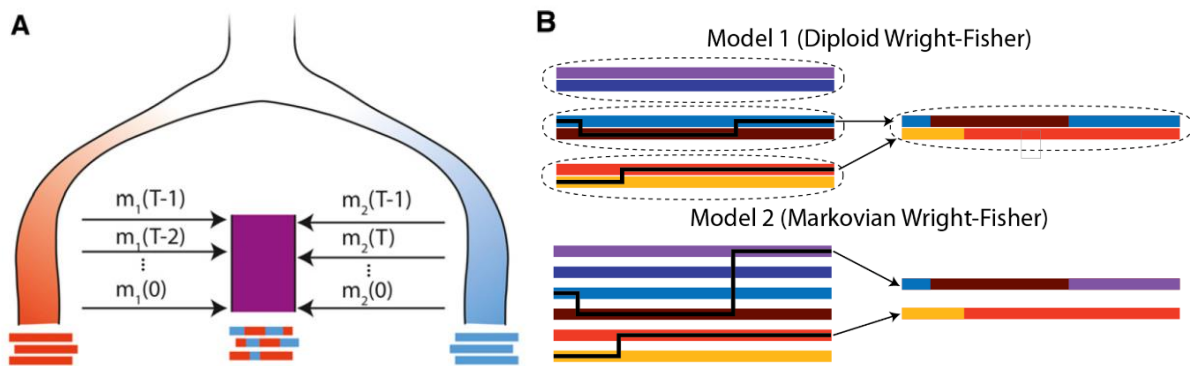 A
m₁(T-1)
m₂(T-1)
m₁(T-2)
m₂(T)
⋮
⋮
m₁(0)
m₂(0)
B
Model 1 (Diploid Wright-Fisher)
Model 2 (Markovian Wright-Fisher)